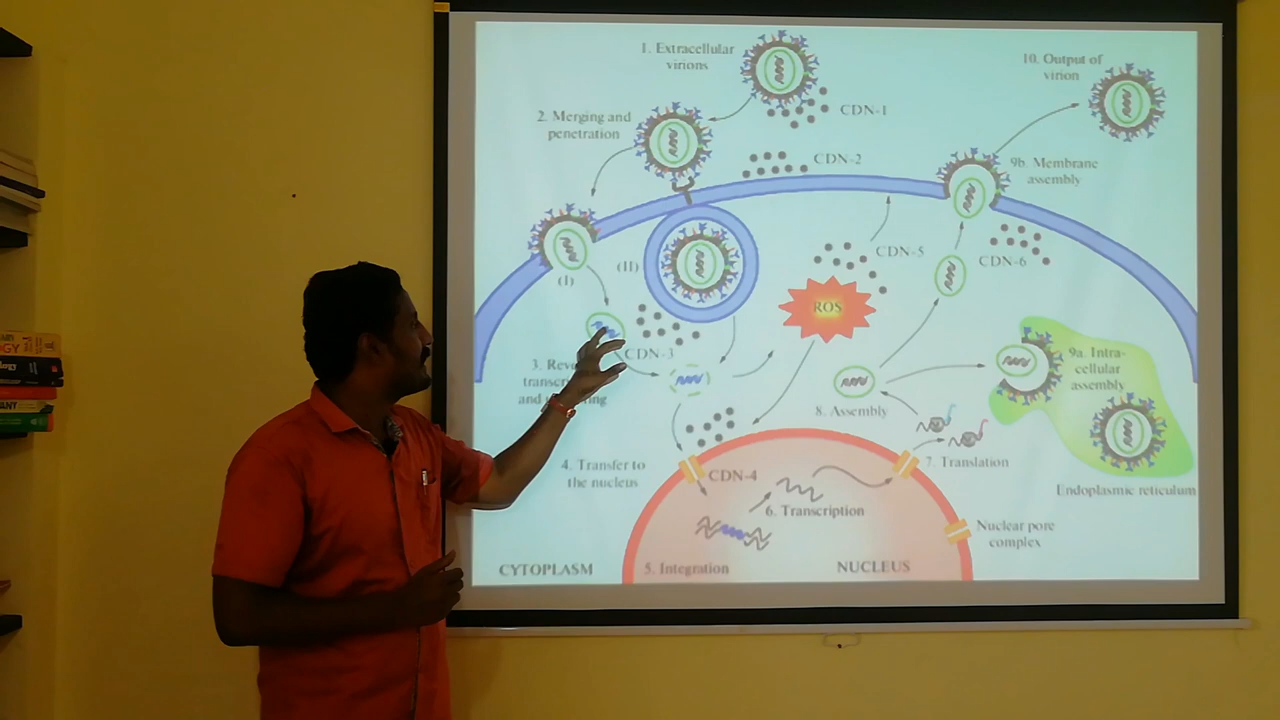 1. Extracellular
virions
10. Output of
virion
CDN-1
2. Merging and
penetration
CDN-2
9b. Membrane
assembly
CDN-5
CDN-6
(I)
(II)
ROS
CDN-3
3.
and
9a. Intra-
cellular
assembly
8. Assembly
4. Transfer to
the nucleus
CDN-4
7. Translation
6. Transcription
Endoplasmic reticulum
Nuclear pore
complex
CYTOPLASM
5. Integration
NUCLEUS